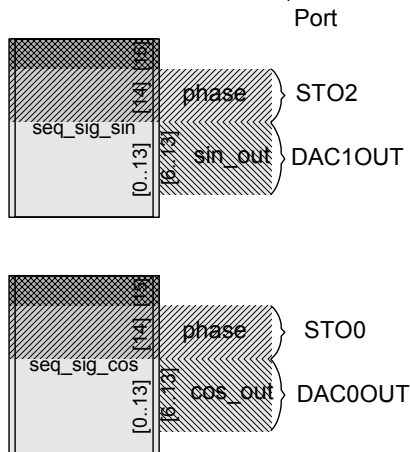 Port
[15]
[14]
phase
STO2
seq_sig_sin
[0..13]
[6..13]
sin_out
DAC1OUT
[15]
[14]
phase
STO0
seq_sig_cos
[0..13]
[6..13]
cos_out
DAC0OUT